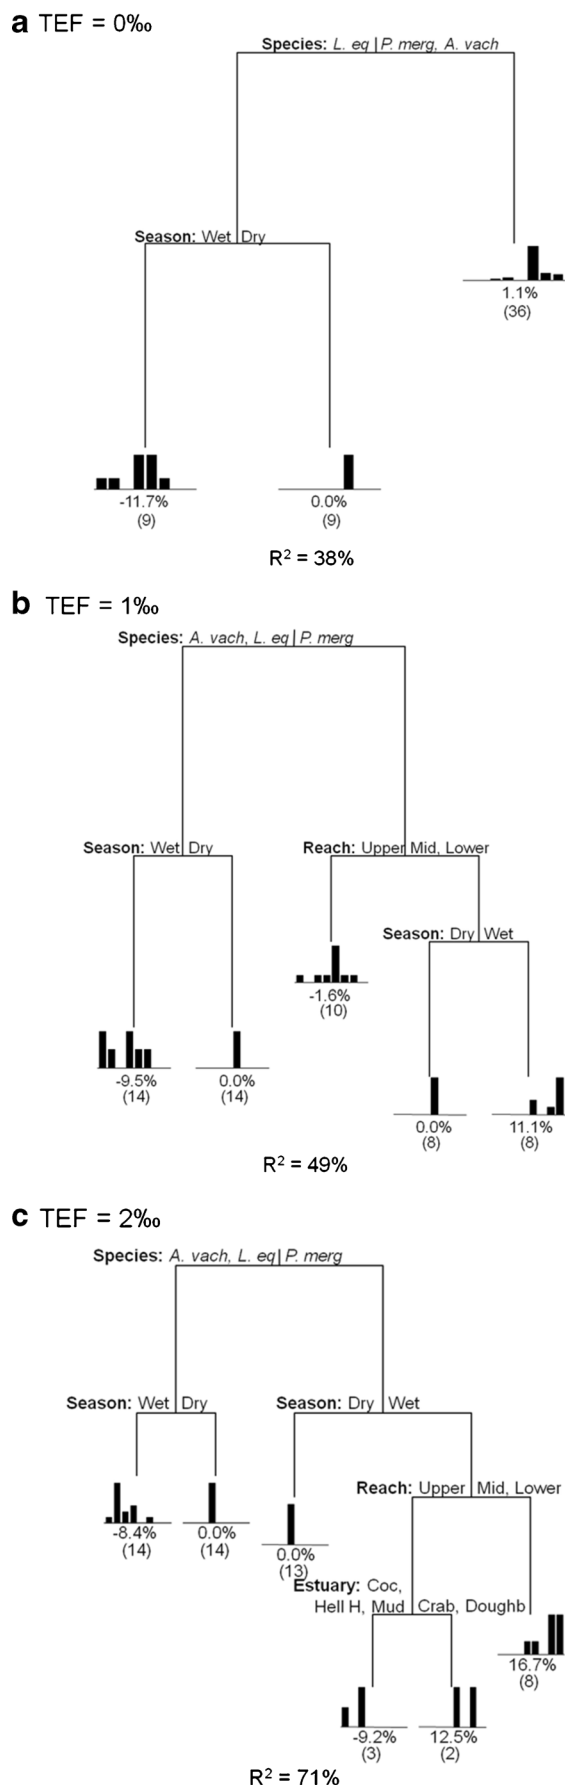 a TEF = 0‰
Species: L. eq | P. merg, A. vach
Season: Wet Dry
1.1%
(36)
-11.7% 0.0%
(9) (9)
R² = 38%
b TEF = 1‰
Species: A. vach, L. eq | P. merg
Season: Wet Dry Reach: Upper Mid, Lower
Season: Dry Wet
-1.6%
(10)
-9.5% 0.0%
(14) (14)
0.0% 11.1%
(8) (8)
R² = 49%
c TEF = 2‰
Species: A. vach, L. eq | P. merg
Season: Wet Dry Season: Dry Wet
Reach: Upper Mid, Lower
-8.4% 0.0%
(14) (14)
0.0%
(13)
Estuary: Coc,
Hell H, Mud Crab, Doughb
16.7%
(8)
-9.2% 12.5%
(3) (2)
R² = 71%